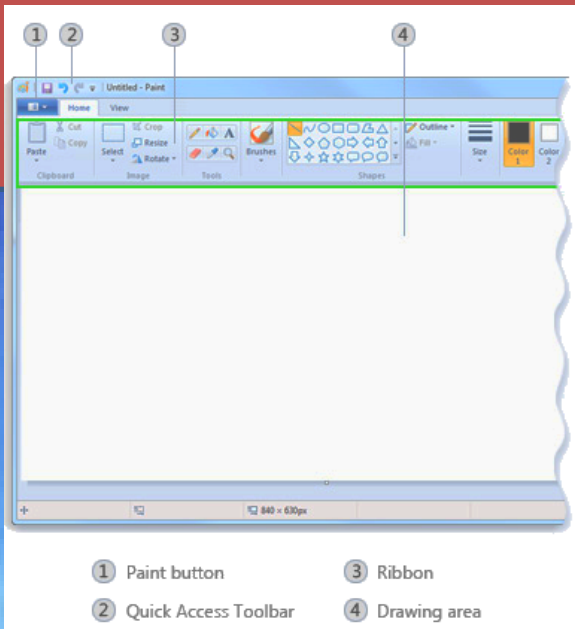 1 2 3 4
Untitled - Paint
Home View
Cut Crop Outline
Paste Copy Select Resize A Brushes Fill Size Color 1 Color 2
Rotate
Clipboard Image Tools Shapes
840 × 630px
1 Paint button 3 Ribbon
2 Quick Access Toolbar 4 Drawing area